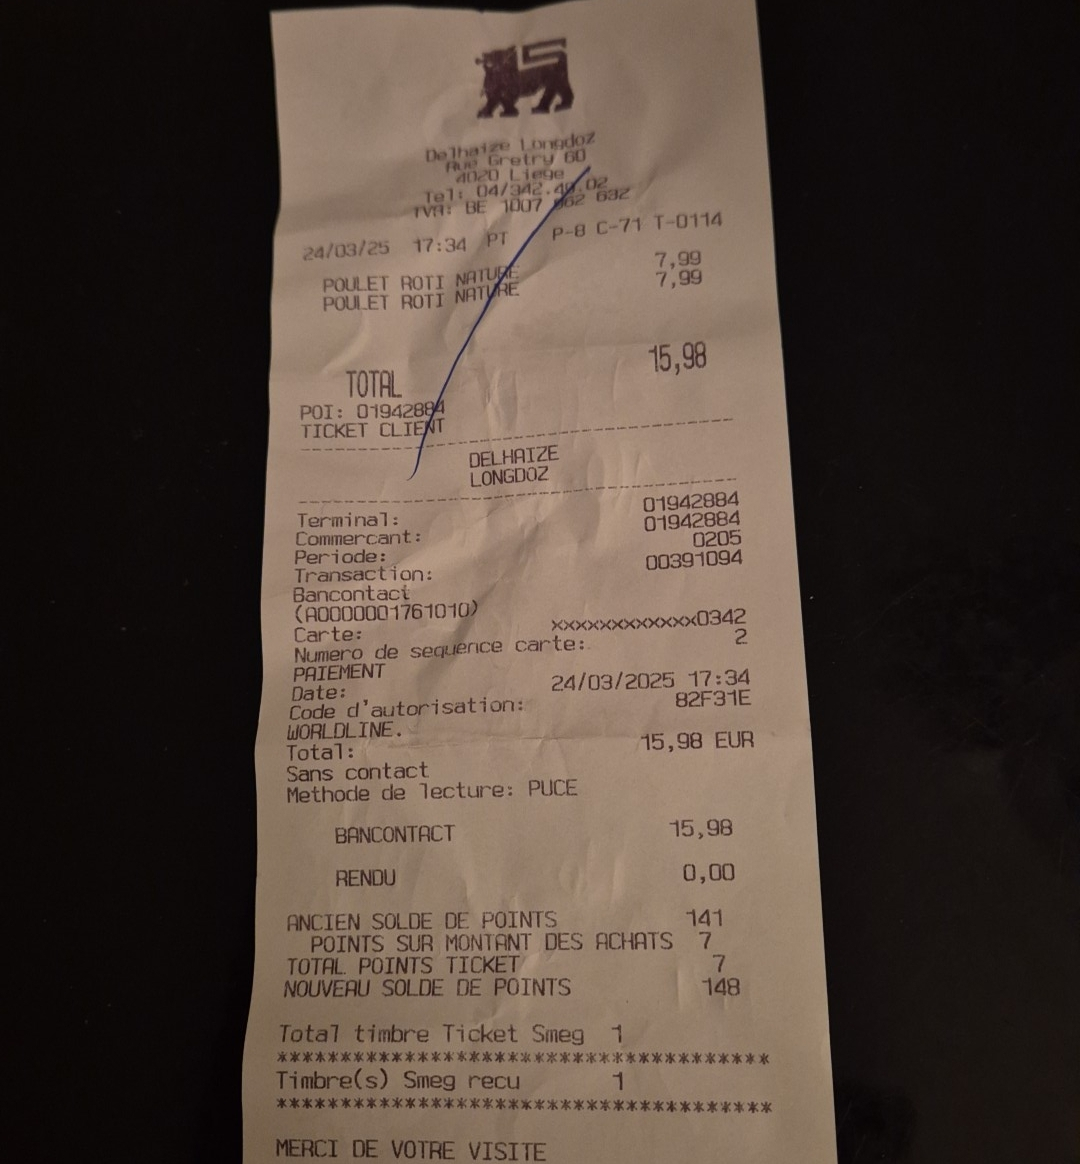 Delhaize Longdoz
Rue Gretry 60
4020 Liege
Tel: 04/342.40.02
TVA: BE 1007 862 632
24/03/25 17:34 PT P-8 C-71 T-0114
POULET ROTI NATURE 7,99
POULET ROTI NATURE 7,99
TOTAL 15,98
POI: 01942884
TICKET CLIENT
DELHAIZE
LONGDOZ
Terminal: 01942884
Commercant: 01942884
Periode: 0205
Transaction: 00391094
Bancontact
(A0000001761010)
Carte: xxxxxxxxxxxxx0342
Numero de sequence carte: 2
PAIEMENT
Date: 24/03/2025 17:34
Code d'autorisation: 82F31E
WORLDLINE.
Total: 15,98 EUR
Sans contact
Methode de lecture: PUCE
BANCONTACT 15,98
RENDU 0,00
ANCIEN SOLDE DE POINTS 141
POINTS SUR MONTANT DES ACHATS 7
TOTAL POINTS TICKET 7
NOUVEAU SOLDE DE POINTS 148
Total timbre Ticket Smeg 1
***************************************
Timbre(s) Smeg recu 1
***************************************
MERCI DE VOTRE VISITE